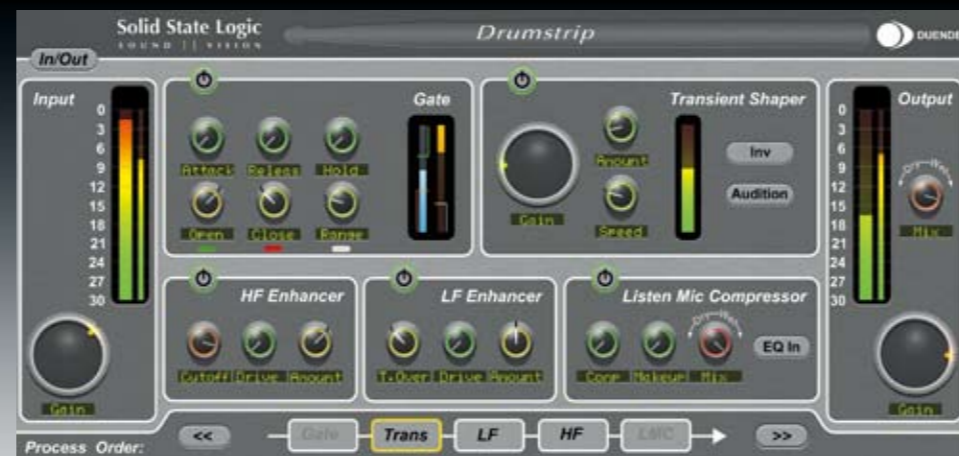 Solid State Logic
SOUND || VISION
Drumstrip
DUENDE
In/Out
Input
0
3
6
9
12
15
18
21
24
27
30
Gain
Gate
Attack Releas Hold
Open Close Range
Transient Shaper
Gain
Amount
Speed
Inv
Audition
HF Enhancer
Cutoff Drive Amount
LF Enhancer
T.Over Drive Amount
Listen Mic Compressor
Dry Wet
Comp Makeup Mix
EQ In
Output
0
3
6
9
12
15
18
21
24
27
30
Dry Wet
Mix
Gain
Process Order:
<< Gate Trans LF HF LMC >>